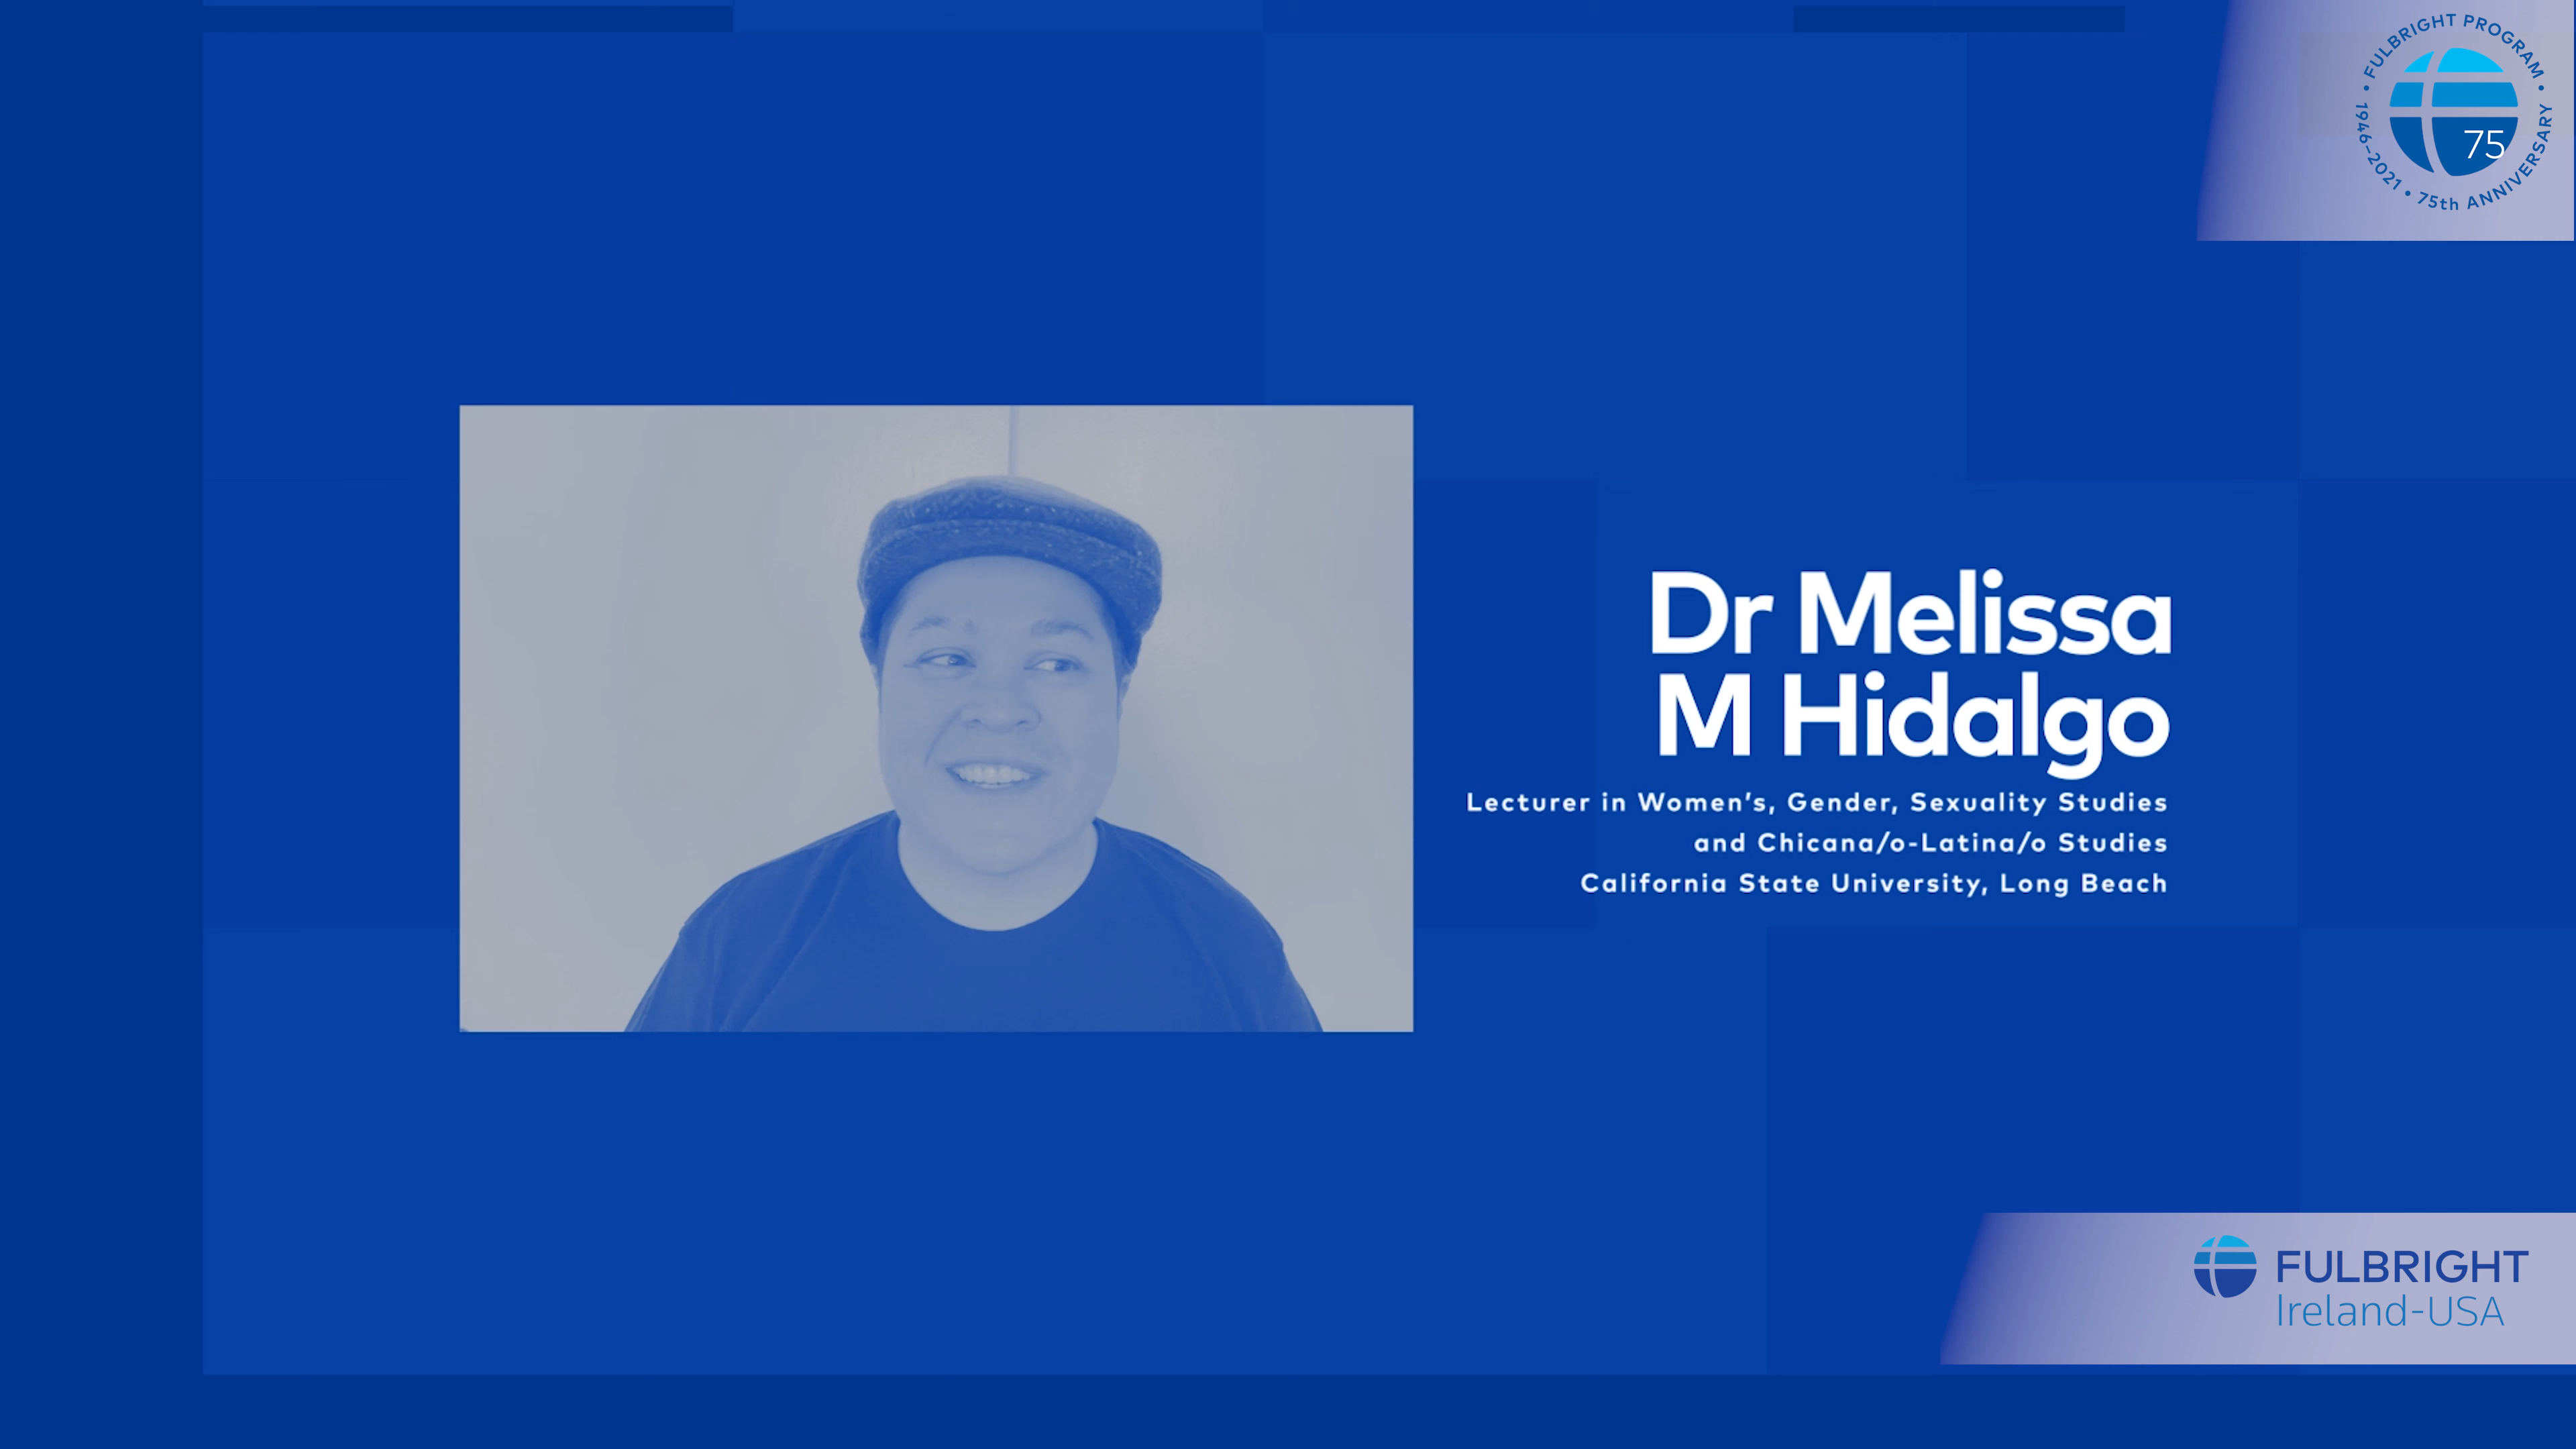 FULBRIGHT PROGRAM • 75th ANNIVERSARY • 1946–2021 •
75
Dr Melissa
M Hidalgo
Lecturer in Women’s, Gender, Sexuality Studies
and Chicana/o-Latina/o Studies
California State University, Long Beach
FULBRIGHT
Ireland-USA